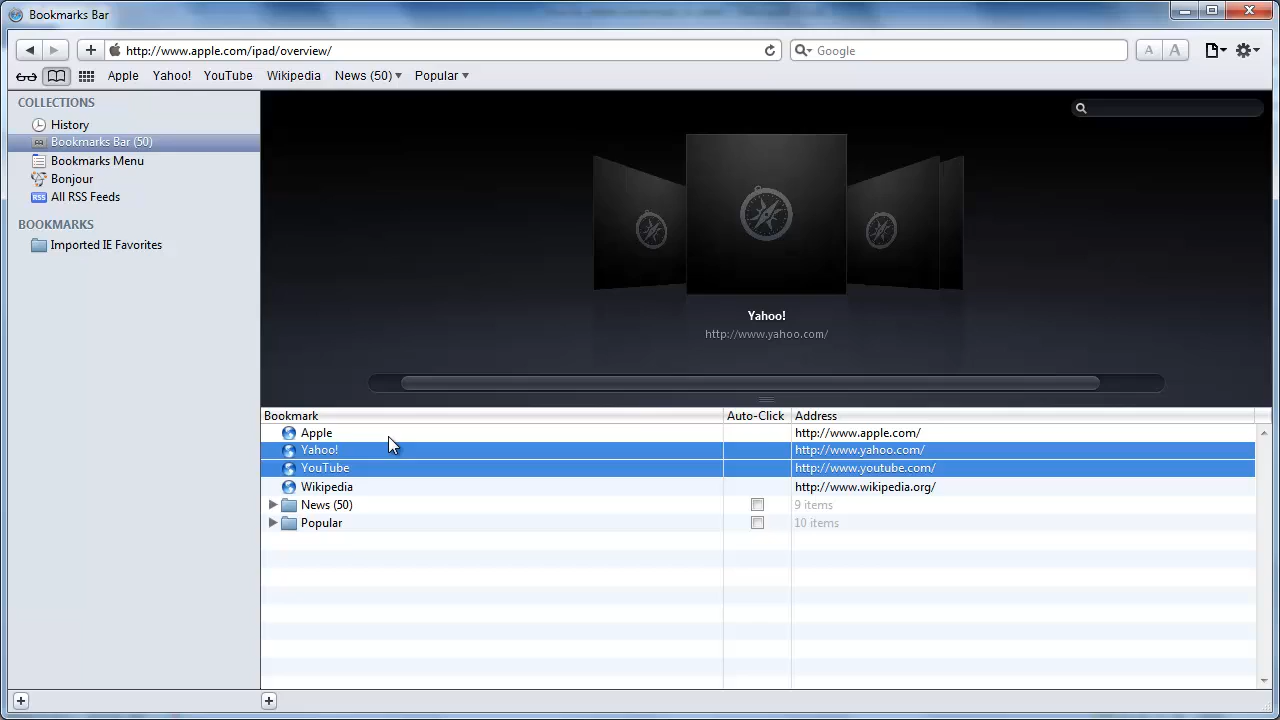 Bookmarks Bar
http://www.apple.com/ipad/overview/
Google
A A
Apple Yahoo! YouTube Wikipedia News (50) Popular
COLLECTIONS
History
Bookmarks Bar (50)
Bookmarks Menu
Bonjour
RSS All RSS Feeds
BOOKMARKS
Imported IE Favorites
Yahoo!
http://www.yahoo.com/
Bookmark Auto-Click Address
Apple http://www.apple.com/
Yahoo! http://www.yahoo.com/
YouTube http://www.youtube.com/
Wikipedia http://www.wikipedia.org/
News (50) 9 items
Popular 10 items